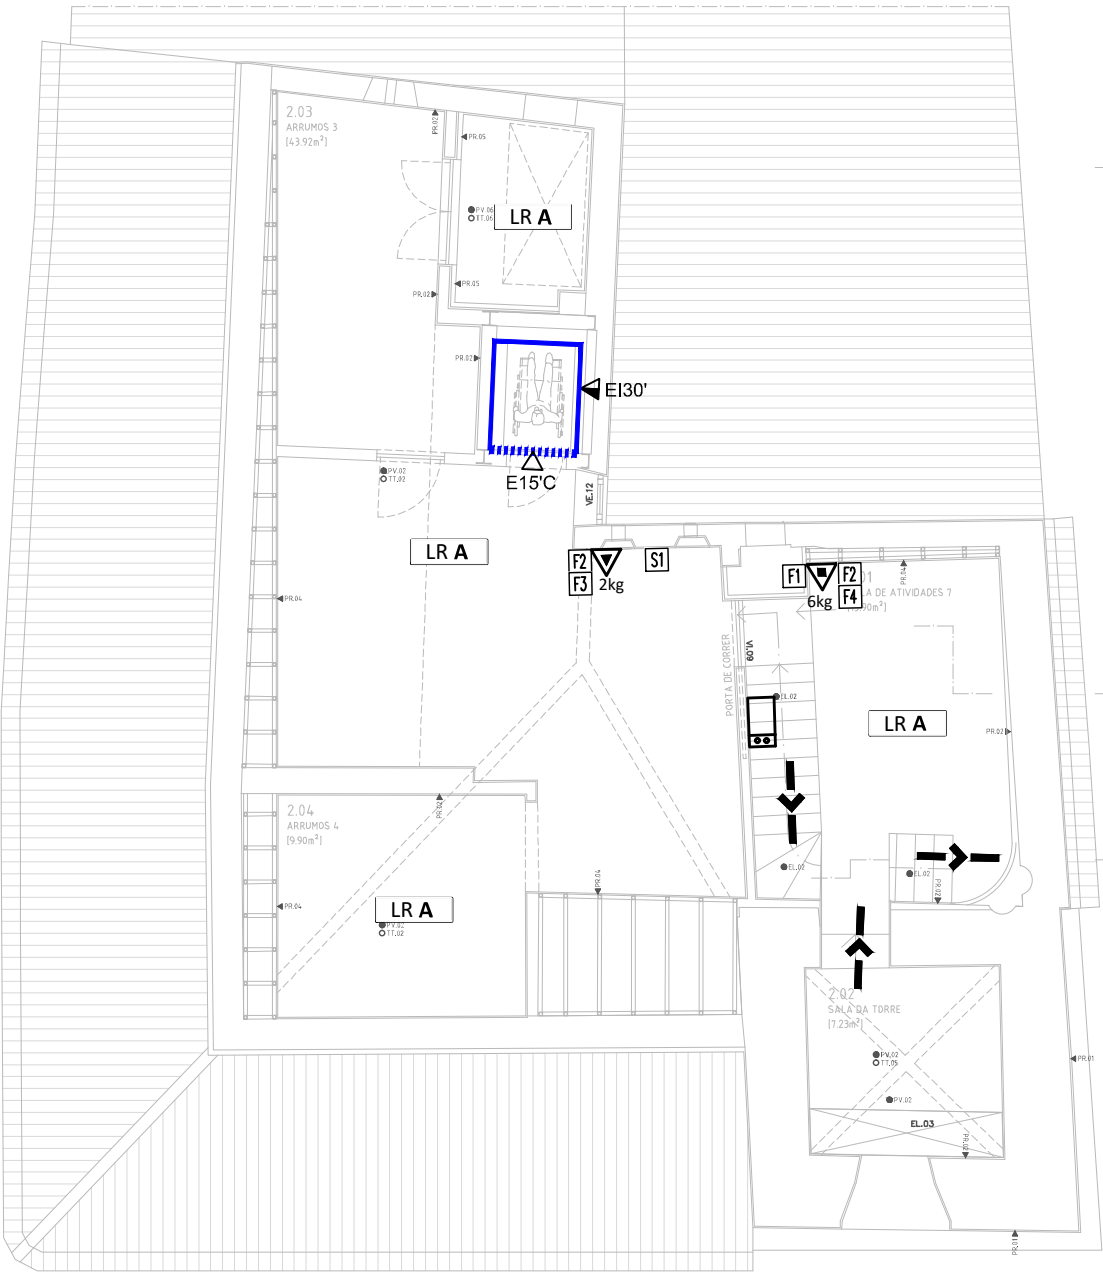 2.03
ARRUMOS 3
[43.92m²]
PR.02
PR.05
PV.06
TT.06
LR A
PR.05
PR.02
PR.02
EI30'
E15'C
PV.02
TT.02
VE.12
LR A
F2
F3
2kg
S1
F1
6kg
F2
F4
PR.04
LA DE ATIVIDADES 7
PR.04
PORTA DE CORRER
VI.09
EL.02
LR A
PR.02
2.04
ARRUMOS 4
[9.90m²]
PR.02
EL.02
EL.02
PR.02
PR.04
PR.04
LR A
PV.02
TT.02
2.02
SALA DA TORRE
[7.23m²]
PV.02
TT.05
PR.01
PV.02
EL.03
PR.02
PR.01